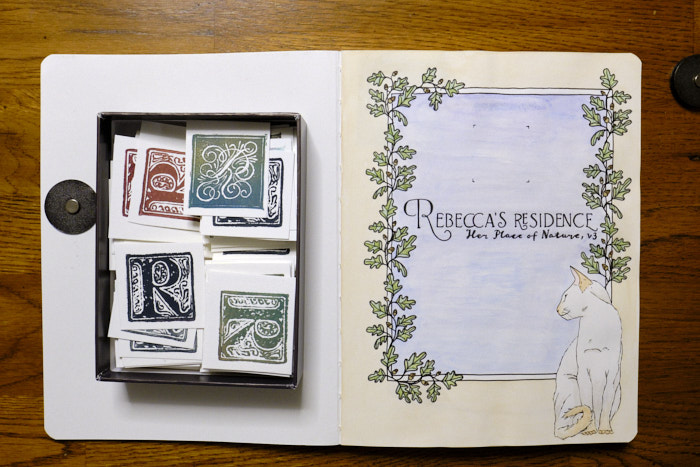 REBECCA'S RESIDENCE
Her Place of Nature, v3
R
R